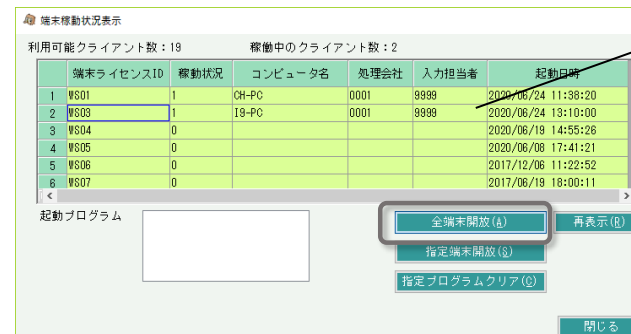 端末稼動状況表示
利用可能クライアント数：19 稼働中のクライアント数：2
端末ライセンスID 稼動状況 コンピュータ名 処理会社 入力担当者 起動日時
1 WS01 1 CH-PC 0001 9999 2020/06/24 11:38:20
2 WS03 1 I9-PC 0001 9999 2020/06/24 13:10:00
3 WS04 0 2020/06/19 14:55:26
4 WS05 0 2020/06/08 17:41:21
5 WS06 0 2017/12/06 11:22:52
6 WS07 0 2017/06/19 18:00:11
起動プログラム
全端末開放(A) 再表示(R)
指定端末開放(S)
指定プログラムクリア(C)
閉じる